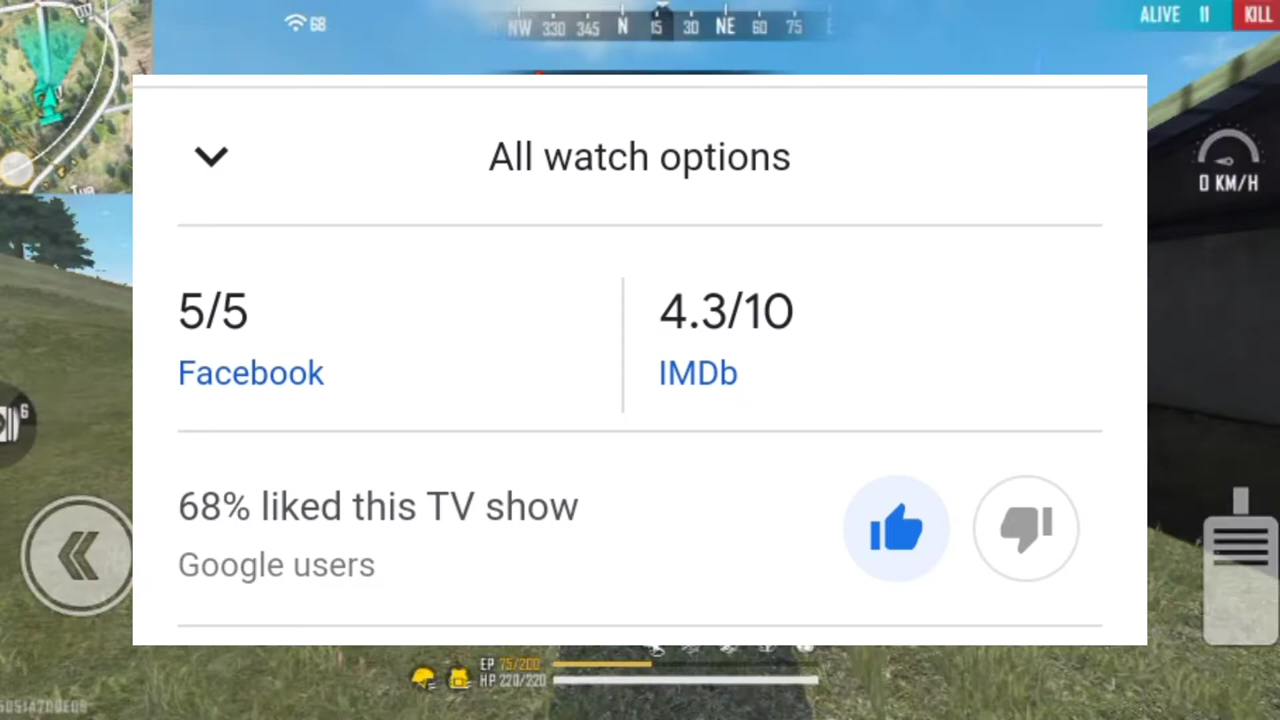 68
NW 330 345 N 15 30 NE 60 75 E
ALIVE 11 KILL
0 KM/H
All watch options
5/5
Facebook
4.3/10
IMDb
6
68% liked this TV show
Google users
EP 75/200
HP 220/220